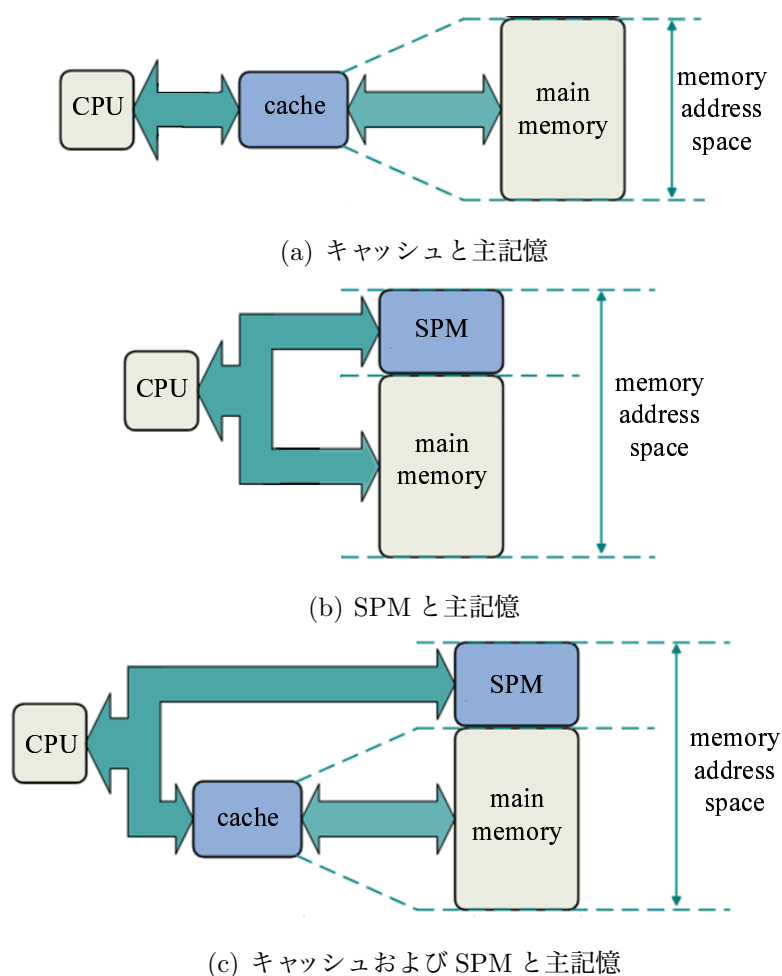 CPU
cache
main
memory
memory
address
space
(a) キャッシュと主記憶
CPU
SPM
main
memory
memory
address
space
(b) SPM と主記憶
CPU
cache
SPM
main
memory
memory
address
space
(c) キャッシュおよび SPM と主記憶